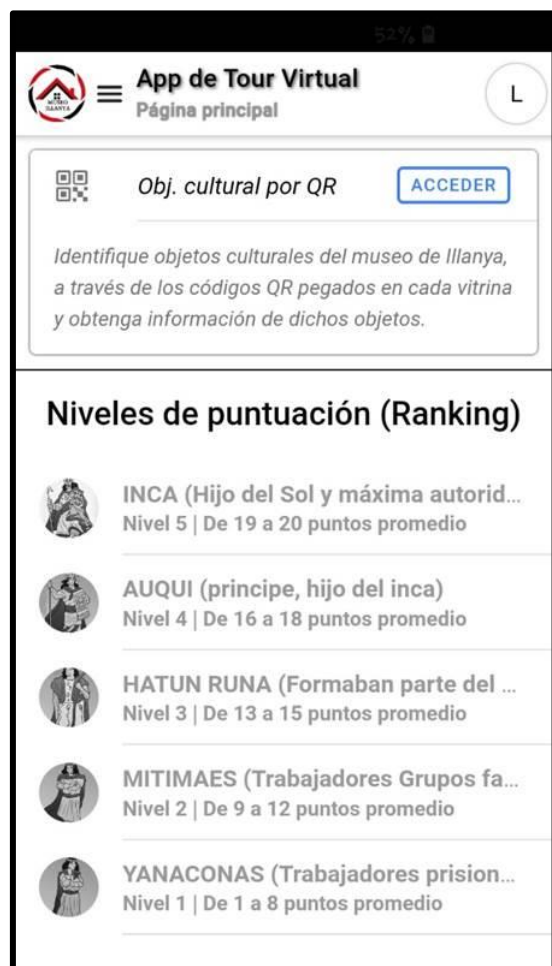 52%
MUSEO
ILLANYA
App de Tour Virtual
Página principal
L
Obj. cultural por QR
ACCEDER
Identifique objetos culturales del museo de Illanya,
a través de los códigos QR pegados en cada vitrina
y obtenga información de dichos objetos.
Niveles de puntuación (Ranking)
INCA (Hijo del Sol y máxima autorid...
Nivel 5 | De 19 a 20 puntos promedio
AUQUI (principe, hijo del inca)
Nivel 4 | De 16 a 18 puntos promedio
HATUN RUNA (Formaban parte del ...
Nivel 3 | De 13 a 15 puntos promedio
MITIMAES (Trabajadores Grupos fa...
Nivel 2 | De 9 a 12 puntos promedio
YANACONAS (Trabajadores prision...
Nivel 1 | De 1 a 8 puntos promedio